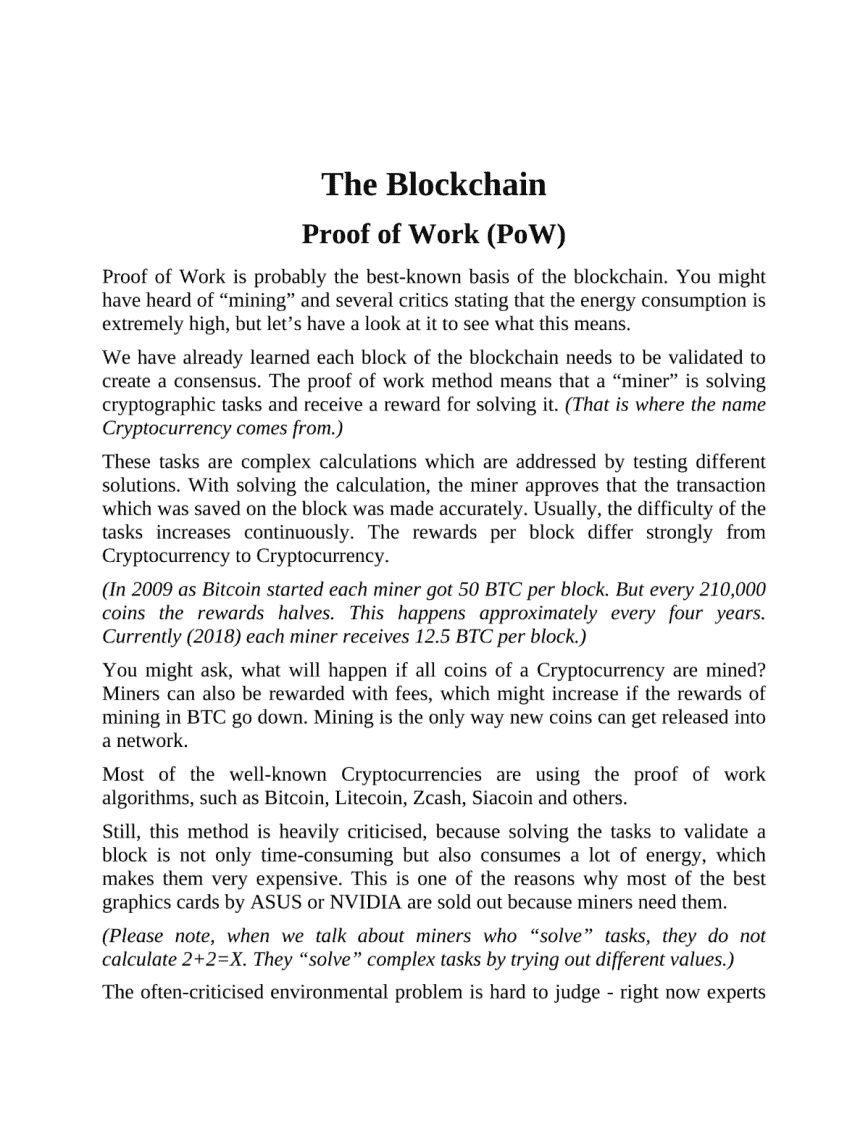 The Blockchain
Proof of Work (PoW)
Proof of Work is probably the best-known basis of the blockchain. You might
have heard of “mining” and several critics stating that the energy consumption is
extremely high, but let’s have a look at it to see what this means.
We have already learned each block of the blockchain needs to be validated to
create a consensus. The proof of work method means that a “miner” is solving
cryptographic tasks and receive a reward for solving it. (That is where the name
Cryptocurrency comes from.)
These tasks are complex calculations which are addressed by testing different
solutions. With solving the calculation, the miner approves that the transaction
which was saved on the block was made accurately. Usually, the difficulty of the
tasks increases continuously. The rewards per block differ strongly from
Cryptocurrency to Cryptocurrency.
(In 2009 as Bitcoin started each miner got 50 BTC per block. But every 210,000
coins the rewards halves. This happens approximately every four years.
Currently (2018) each miner receives 12.5 BTC per block.)
You might ask, what will happen if all coins of a Cryptocurrency are mined?
Miners can also be rewarded with fees, which might increase if the rewards of
mining in BTC go down. Mining is the only way new coins can get released into
a network.
Most of the well-known Cryptocurrencies are using the proof of work
algorithms, such as Bitcoin, Litecoin, Zcash, Siacoin and others.
Still, this method is heavily criticised, because solving the tasks to validate a
block is not only time-consuming but also consumes a lot of energy, which
makes them very expensive. This is one of the reasons why most of the best
graphics cards by ASUS or NVIDIA are sold out because miners need them.
(Please note, when we talk about miners who “solve” tasks, they do not
calculate 2+2=X. They “solve” complex tasks by trying out different values.)
The often-criticised environmental problem is hard to judge - right now experts